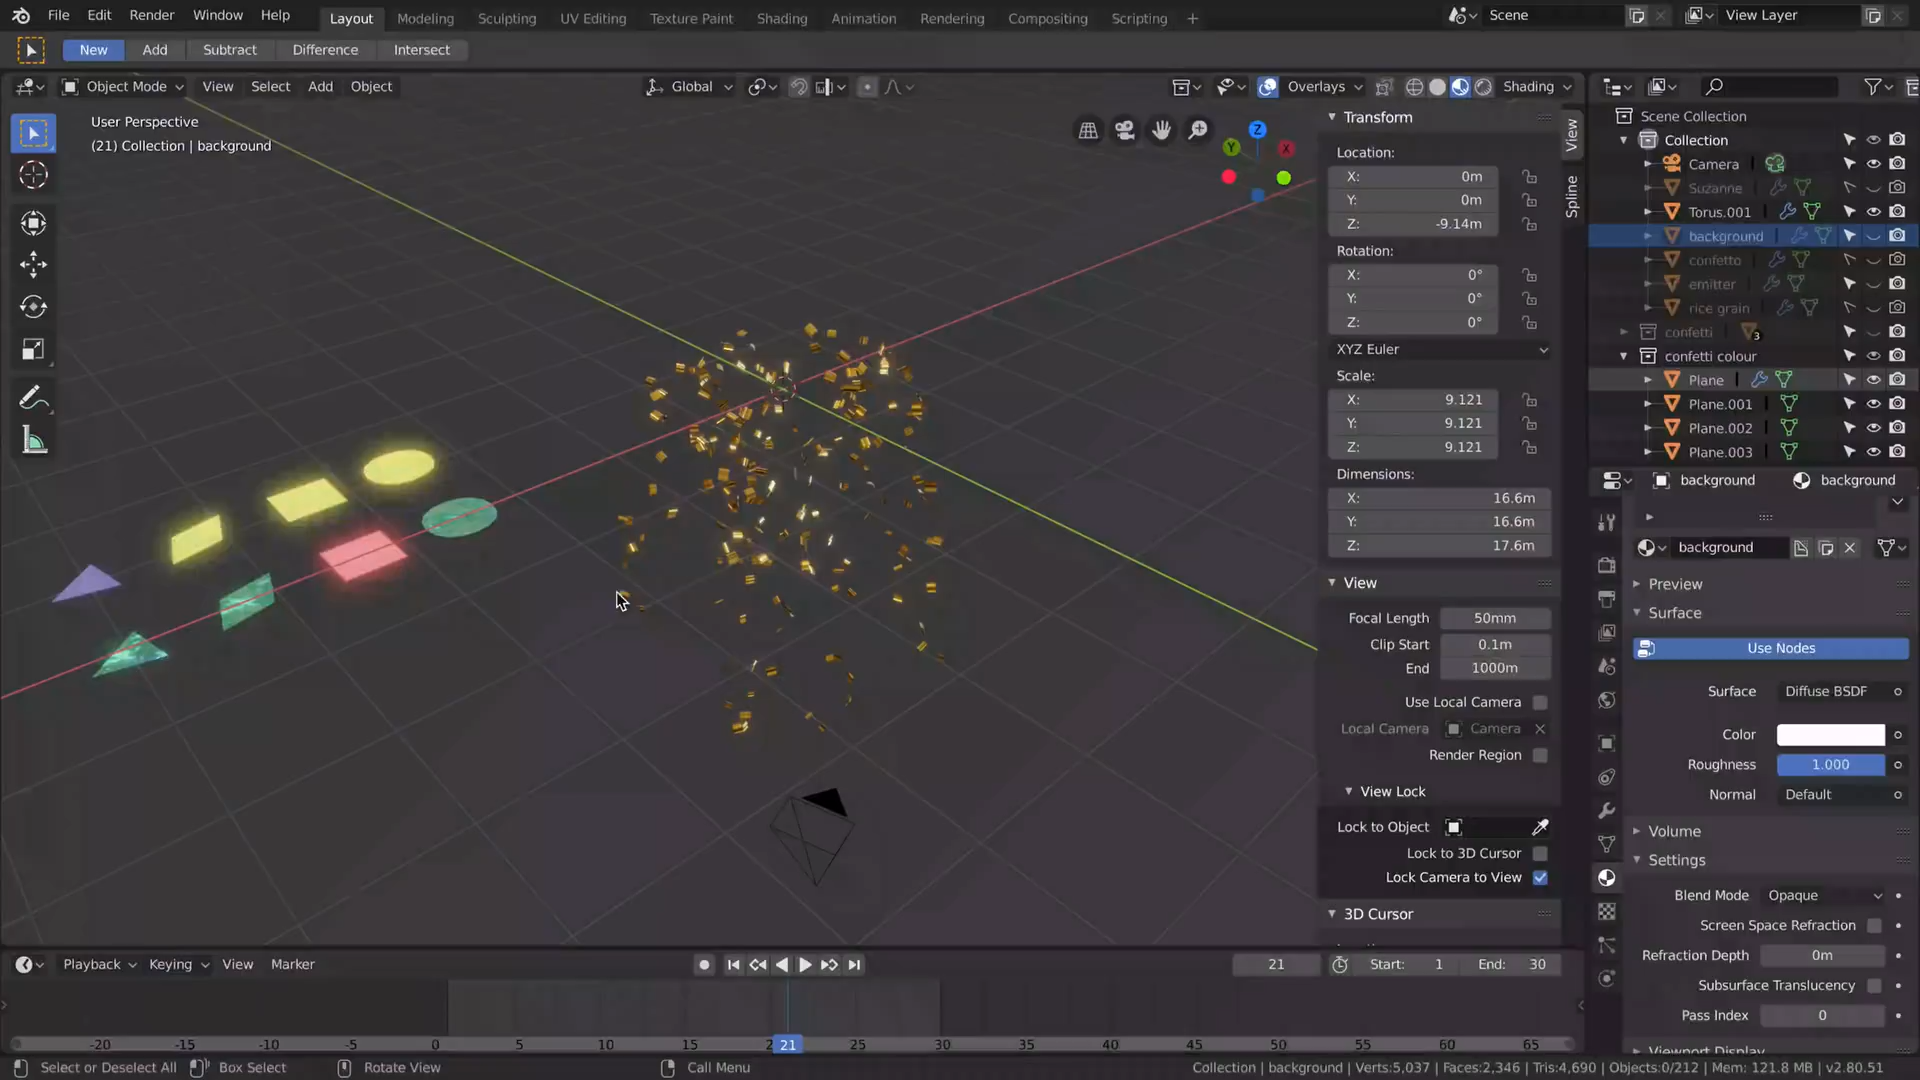 File Edit Render Window Help Layout Modeling Sculpting UV Editing Texture Paint Shading Animation Rendering Compositing Scripting + Scene View Layer
New Add Subtract Difference Intersect
Object Mode View Select Add Object Global Overlays Shading
User Perspective
(21) Collection | background
Z
Y
X
Transform
Location:
X: 0m
Y: 0m
Z: -9.14m
Rotation:
X: 0°
Y: 0°
Z: 0°
XYZ Euler
Scale:
X: 9.121
Y: 9.121
Z: 9.121
Dimensions:
X: 16.6m
Y: 16.6m
Z: 17.6m
View
Focal Length 50mm
Clip Start 0.1m
End 1000m
Use Local Camera
Local Camera Camera
Render Region
View Lock
Lock to Object
Lock to 3D Cursor
Lock Camera to View
3D Cursor
View
Spline
Scene Collection
Collection
Camera
Suzanne
Torus.001
background
confetto
emitter
rice grain
confetti 3
confetti colour
Plane
Plane.001
Plane.002
Plane.003
background background
background
Preview
Surface
Use Nodes
Surface Diffuse BSDF
Color
Roughness 1.000
Normal Default
Volume
Settings
Blend Mode Opaque
Screen Space Refraction
Refraction Depth 0m
Subsurface Translucency
Pass Index 0
Viewport Display
Playback Keying View Marker 21 Start: 1 End: 30
-20 -15 -10 -5 0 5 10 15 21 25 30 35 40 45 50 55 60 65
Select or Deselect All Box Select Rotate View Call Menu Collection | background | Verts:5,037 | Faces:2,346 | Tris:4,690 | Objects:0/212 | Mem: 121.8 MB | v2.80.51